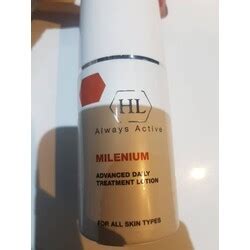 HL
Always Active
MILENIUM
ADVANCED DAILY
TREATMENT LOTION
FOR ALL SKIN TYPES